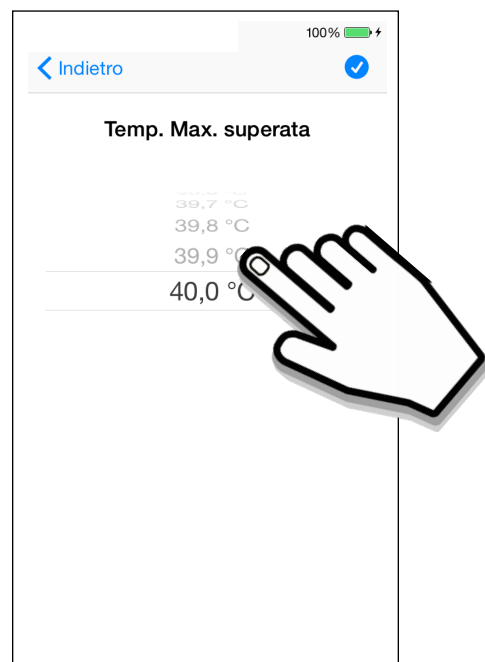 100%
Indietro
Temp. Max. superata
39,7 °C
39,8 °C
39,9 °C
40,0 °C